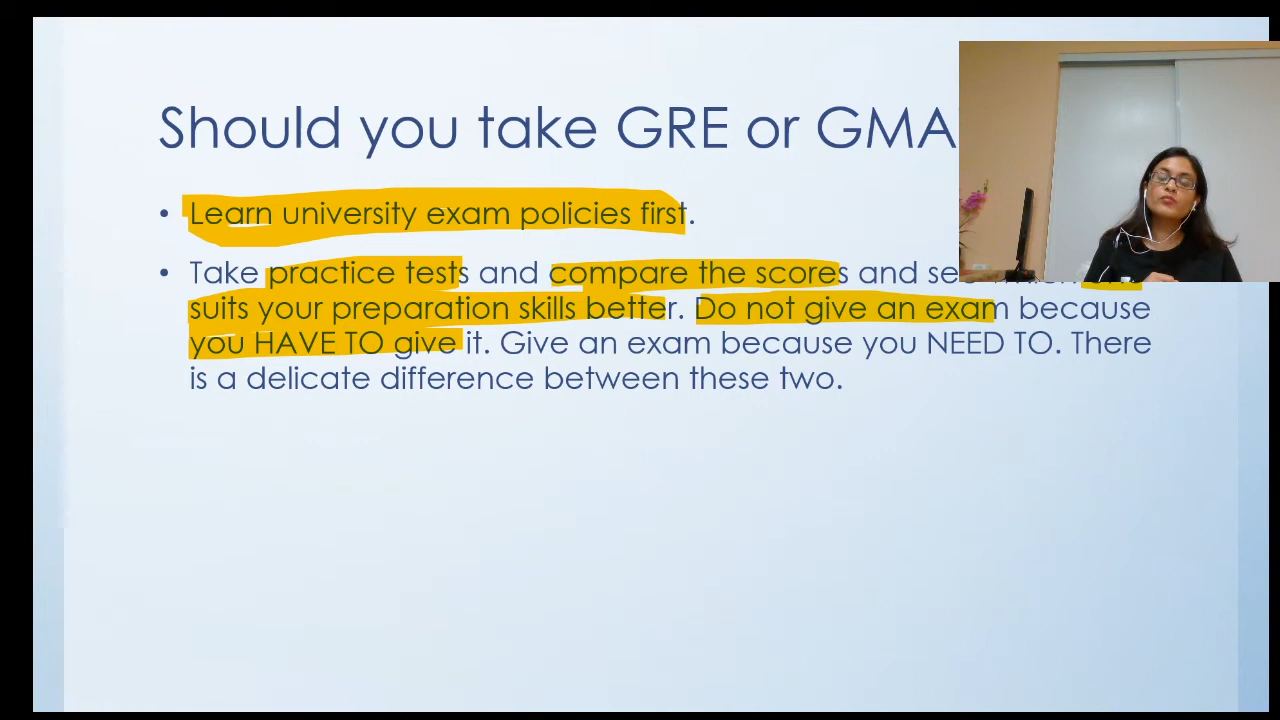 Should you take GRE or GMA
• Learn university exam policies first.
• Take practice tests and compare the scores and se
suits your preparation skills better. Do not give an exam because
you HAVE TO give it. Give an exam because you NEED TO. There
is a delicate difference between these two.